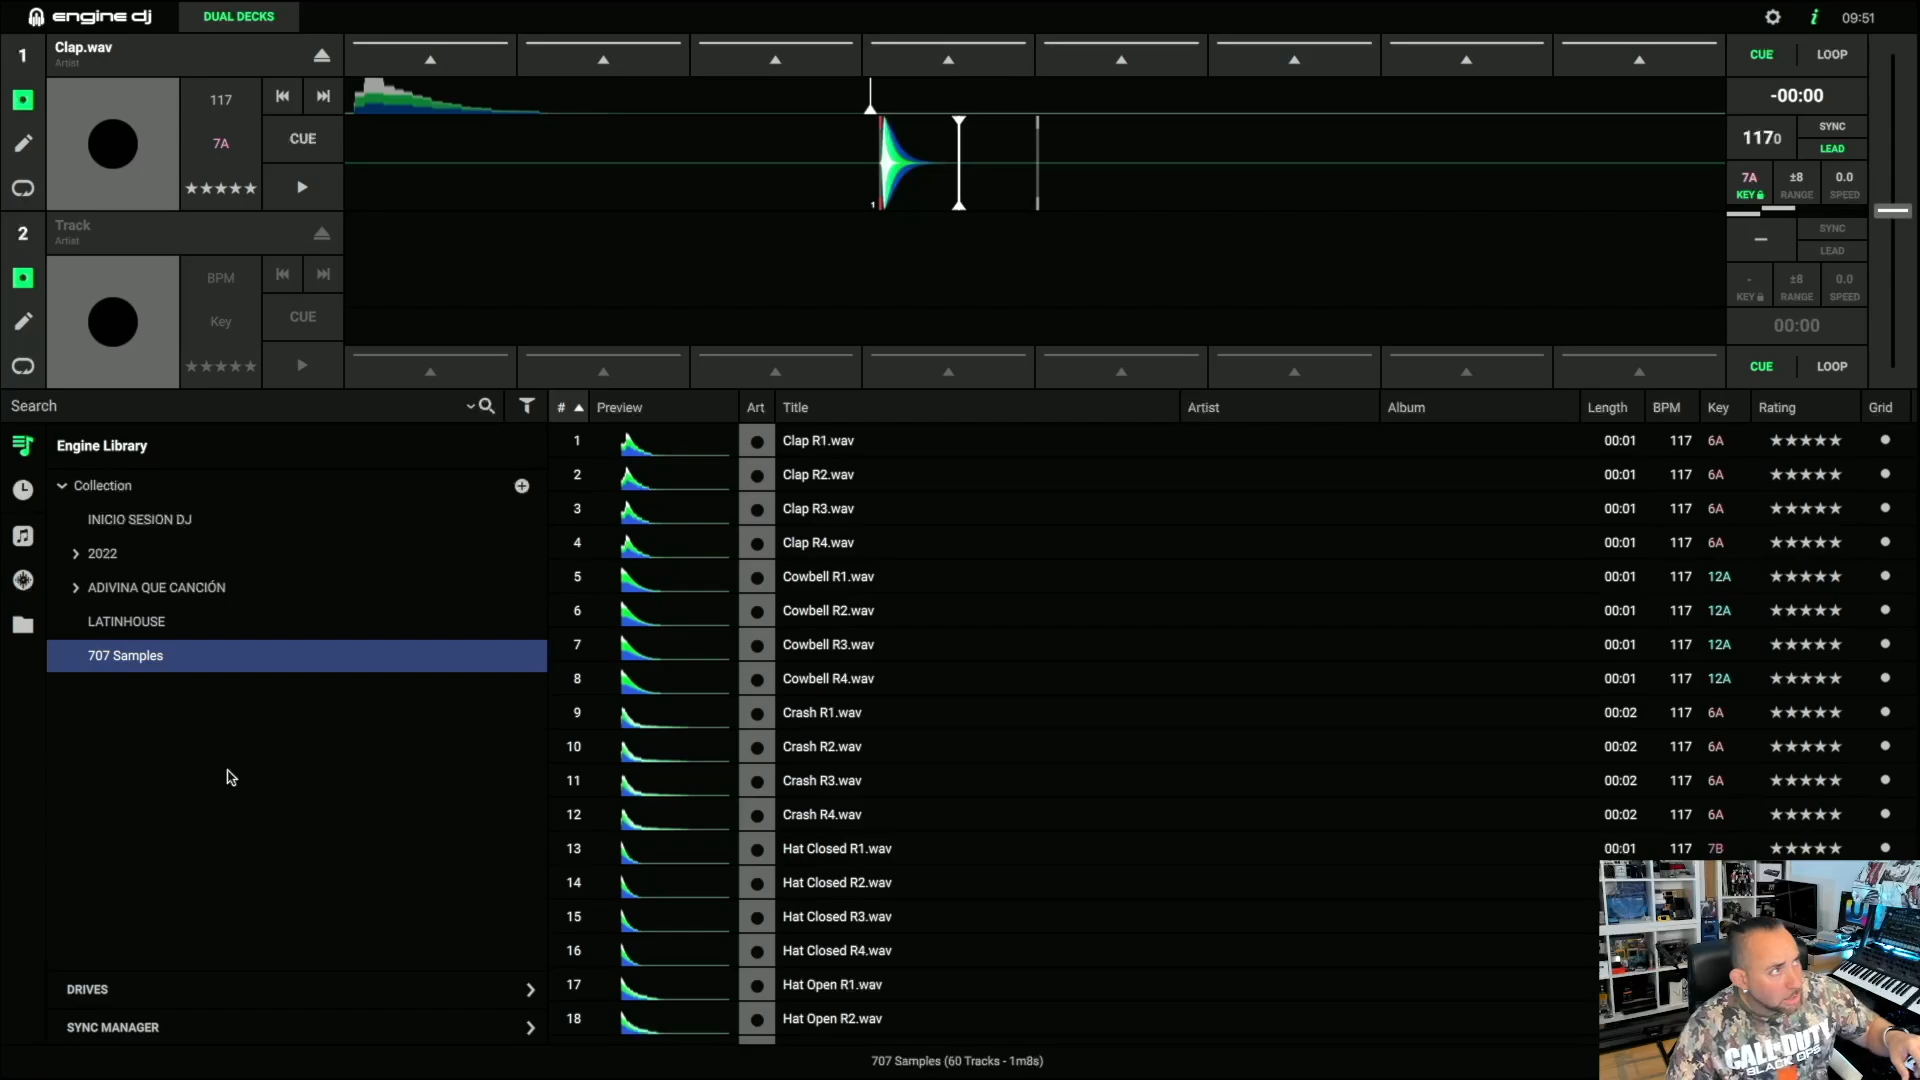 engine dj DUAL DECKS 09:51
1 Clap.wav CUE LOOP
Artist
117 -00:00
7A CUE 1170 SYNC
LEAD
★★★★★ 7A ±8 0.0
KEY RANGE SPEED
1
2 Track — SYNC
Artist LEAD
BPM - ±8 0.0
KEY RANGE SPEED
Key CUE 00:00
★★★★★ CUE LOOP
Search # Preview Art Title Artist Album Length BPM Key Rating Grid
Engine Library
Collection
INICIO SESION DJ
2022
ADIVINA QUE CANCIÓN
LATINHOUSE
707 Samples
DRIVES
SYNC MANAGER
1 Clap R1.wav 00:01 117 6A ★★★★★
2 Clap R2.wav 00:01 117 6A ★★★★★
3 Clap R3.wav 00:01 117 6A ★★★★★
4 Clap R4.wav 00:01 117 6A ★★★★★
5 Cowbell R1.wav 00:01 117 12A ★★★★★
6 Cowbell R2.wav 00:01 117 12A ★★★★★
7 Cowbell R3.wav 00:01 117 12A ★★★★★
8 Cowbell R4.wav 00:01 117 12A ★★★★★
9 Crash R1.wav 00:02 117 6A ★★★★★
10 Crash R2.wav 00:02 117 6A ★★★★★
11 Crash R3.wav 00:02 117 6A ★★★★★
12 Crash R4.wav 00:02 117 6A ★★★★★
13 Hat Closed R1.wav 00:01 117 7B ★★★★★
14 Hat Closed R2.wav
15 Hat Closed R3.wav
16 Hat Closed R4.wav
17 Hat Open R1.wav
18 Hat Open R2.wav
707 Samples (60 Tracks - 1m8s)
CALL OF DUTY
BLACK OPS